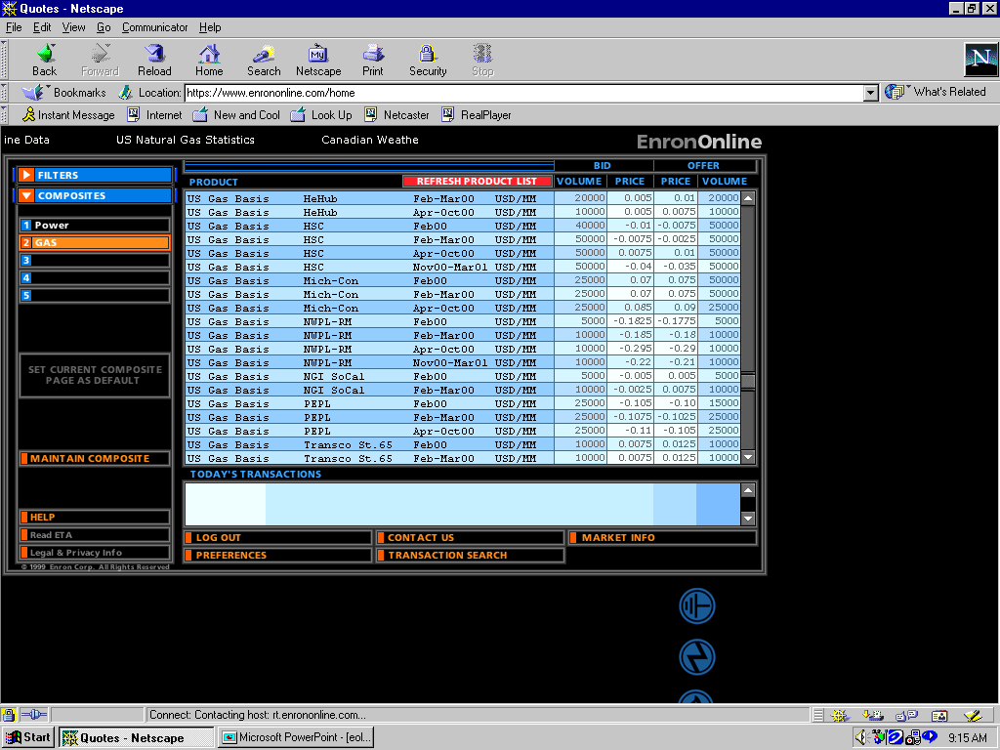 Quotes - Netscape
File Edit View Go Communicator Help
Back Forward Reload Home Search Netscape Print Security Stop
My
N
Bookmarks Location: https://www.enrononline.com/home What's Related
Instant Message Internet New and Cool Look Up Netcaster RealPlayer
ine Data US Natural Gas Statistics Canadian Weathe EnronOnline
FILTERS
COMPOSITES
1 Power
2 GAS
3
4
5
SET CURRENT COMPOSITE
PAGE AS DEFAULT
MAINTAIN COMPOSITE
HELP
Read ETA
Legal & Privacy Info
© 1999 Enron Corp. All Rights Reserved
BID OFFER
PRODUCT REFRESH PRODUCT LIST VOLUME PRICE PRICE VOLUME
US Gas Basis HeHub Feb-Mar00 USD/MM 20000 0.005 0.01 20000
US Gas Basis HeHub Apr-Oct00 USD/MM 10000 0.005 0.0075 10000
US Gas Basis HSC Feb00 USD/MM 40000 -0.01 -0.0075 50000
US Gas Basis HSC Feb-Mar00 USD/MM 50000 -0.0075 -0.0025 50000
US Gas Basis HSC Apr-Oct00 USD/MM 50000 0.0075 0.01 50000
US Gas Basis HSC Nov00-Mar01 USD/MM 50000 -0.04 -0.035 50000
US Gas Basis Mich-Con Feb00 USD/MM 25000 0.07 0.075 50000
US Gas Basis Mich-Con Feb-Mar00 USD/MM 25000 0.07 0.075 50000
US Gas Basis Mich-Con Apr-Oct00 USD/MM 25000 0.085 0.09 25000
US Gas Basis NWPL-RM Feb00 USD/MM 5000 -0.1825 -0.1775 5000
US Gas Basis NWPL-RM Feb-Mar00 USD/MM 10000 -0.185 -0.18 10000
US Gas Basis NWPL-RM Apr-Oct00 USD/MM 10000 -0.295 -0.29 10000
US Gas Basis NWPL-RM Nov00-Mar01 USD/MM 10000 -0.22 -0.21 10000
US Gas Basis NGI SoCal Feb00 USD/MM 5000 -0.005 0.005 5000
US Gas Basis NGI SoCal Feb-Mar00 USD/MM 10000 -0.0025 0.0075 10000
US Gas Basis PEPL Feb00 USD/MM 25000 -0.105 -0.10 15000
US Gas Basis PEPL Feb-Mar00 USD/MM 25000 -0.1075 -0.1025 25000
US Gas Basis PEPL Apr-Oct00 USD/MM 25000 -0.11 -0.105 25000
US Gas Basis Transco St.65 Feb00 USD/MM 10000 0.0075 0.0125 10000
US Gas Basis Transco St.65 Feb-Mar00 USD/MM 10000 0.0075 0.0125 10000
TODAY'S TRANSACTIONS
LOG OUT CONTACT US MARKET INFO
PREFERENCES TRANSACTION SEARCH
Connect: Contacting host: rt.enrononline.com...
Start Quotes - Netscape Microsoft PowerPoint - [eol... 9:15 AM